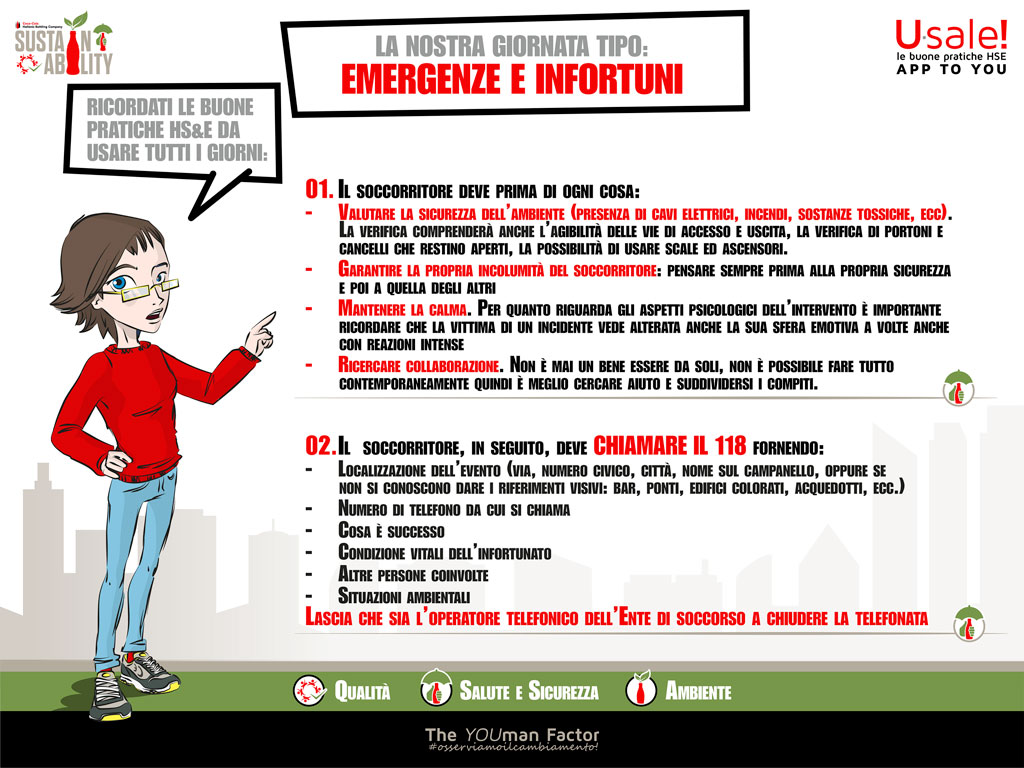 SUSTAIN
ABILITY
U·sale!
le buone pratiche HSE
APP TO YOU
LA NOSTRA GIORNATA TIPO:
EMERGENZE E INFORTUNI
RICORDATI LE BUONE
PRATICHE HS&E DA
USARE TUTTI I GIORNI:
01. Il soccorritore deve prima di ogni cosa:
- Valutare la sicurezza dell'ambiente (presenza di cavi elettrici, incendi, sostanze tossiche, ecc).
La verifica comprenderà anche l'agibilità delle vie di accesso e uscita, la verifica di portoni e
cancelli che restino aperti, la possibilità di usare scale ed ascensori.
- Garantire la propria incolumità del soccorritore: pensare sempre prima alla propria sicurezza
e poi a quella degli altri
- Mantenere la calma. Per quanto riguarda gli aspetti psicologici dell'intervento è importante
ricordare che la vittima di un incidente vede alterata anche la sua sfera emotiva a volte anche
con reazioni intense
- Ricercare collaborazione. Non è mai un bene essere da soli, non è possibile fare tutto
contemporaneamente quindi è meglio cercare aiuto e suddividersi i compiti.
02. Il soccorritore, in seguito, deve CHIAMARE IL 118 fornendo:
- Localizzazione dell'evento (via, numero civico, città, nome sul campanello, oppure se
non si conoscono dare i riferimenti visivi: bar, ponti, edifici colorati, acquedotti, ecc.)
- Numero di telefono da cui si chiama
- Cosa è successo
- Condizione vitali dell'infortunato
- Altre persone coinvolte
- Situazioni ambientali
Lascia che sia l'operatore telefonico dell'Ente di soccorso a chiudere la telefonata
Qualità
Salute e Sicurezza
Ambiente
The YOUman Factor
#osserviamoilcambiamento!